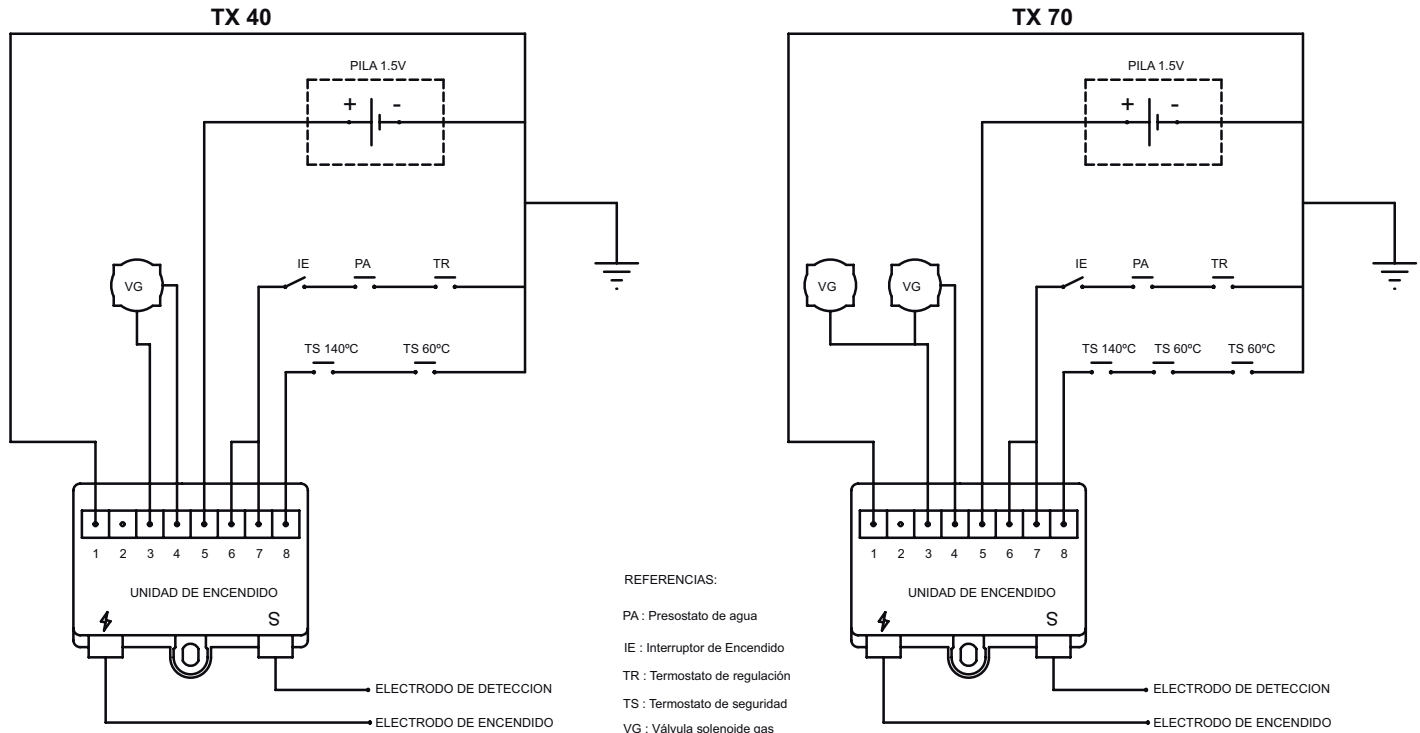 TX 40
PILA 1.5V
+ -
VG
IE PA TR
TS 140ºC TS 60ºC
1 2 3 4 5 6 7 8
UNIDAD DE ENCENDIDO
S
ELECTRODO DE DETECCION
ELECTRODO DE ENCENDIDO
REFERENCIAS:
PA : Presostato de agua
IE : Interruptor de Encendido
TR : Termostato de regulación
TS : Termostato de seguridad
VG : Válvula solenoide gas
TX 70
PILA 1.5V
+ -
VG VG
IE PA TR
TS 140ºC TS 60ºC TS 60ºC
1 2 3 4 5 6 7 8
UNIDAD DE ENCENDIDO
S
ELECTRODO DE DETECCION
ELECTRODO DE ENCENDIDO